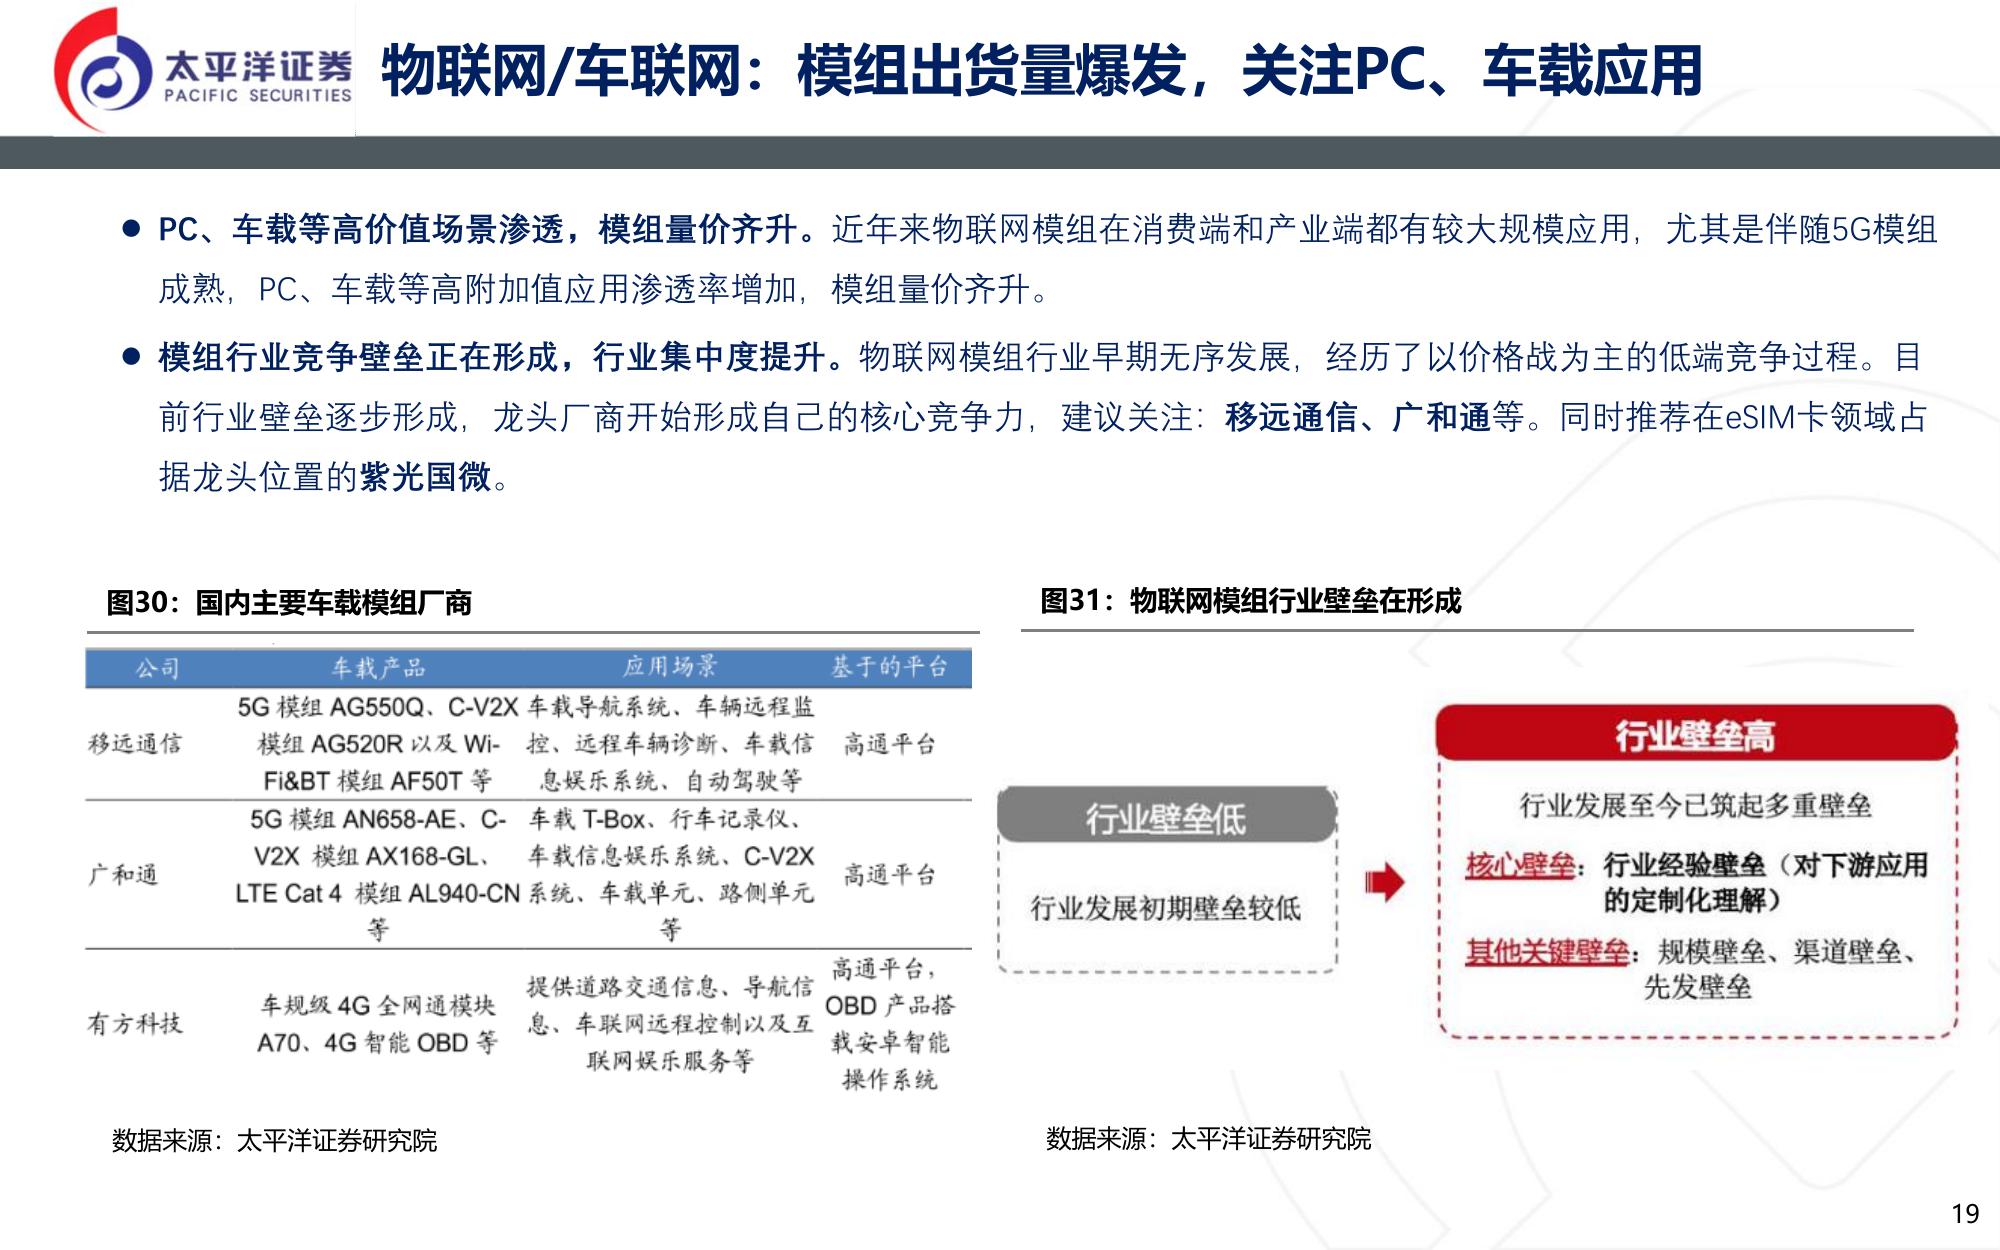 太平洋证券
PACIFIC SECURITIES
物联网/车联网：模组出货量爆发，关注PC、车载应用
● PC、车载等高价值场景渗透，模组量价齐升。近年来物联网模组在消费端和产业端都有较大规模应用，尤其是伴随5G模组
成熟，PC、车载等高附加值应用渗透率增加，模组量价齐升。
● 模组行业竞争壁垒正在形成，行业集中度提升。物联网模组行业早期无序发展，经历了以价格战为主的低端竞争过程。目
前行业壁垒逐步形成，龙头厂商开始形成自己的核心竞争力，建议关注：移远通信、广和通等。同时推荐在eSIM卡领域占
据龙头位置的紫光国微。
图30：国内主要车载模组厂商
公司 车载产品 应用场景 基于的平台
5G 模组 AG550Q、C-V2X 车载导航系统、车辆远程监
移远通信 模组 AG520R 以及 Wi- 控、远程车辆诊断、车载信 高通平台
Fi&BT 模组 AF50T 等 息娱乐系统、自动驾驶等
5G 模组 AN658-AE、C- 车载 T-Box、行车记录仪、
V2X 模组 AX168-GL、 车载信息娱乐系统、C-V2X
广和通 高通平台
LTE Cat 4 模组 AL940-CN 系统、车载单元、路侧单元
等 等
高通平台，
提供道路交通信息、导航信
车规级 4G 全网通模块 OBD 产品搭
有方科技 息、车联网远程控制以及互
A70、4G 智能 OBD 等 载安卓智能
联网娱乐服务等
操作系统
数据来源：太平洋证券研究院
图31：物联网模组行业壁垒在形成
行业壁垒低
行业发展初期壁垒较低
行业壁垒高
行业发展至今已筑起多重壁垒
核心壁垒：行业经验壁垒（对下游应用
的定制化理解）
其他关键壁垒：规模壁垒、渠道壁垒、
先发壁垒
数据来源：太平洋证券研究院
19